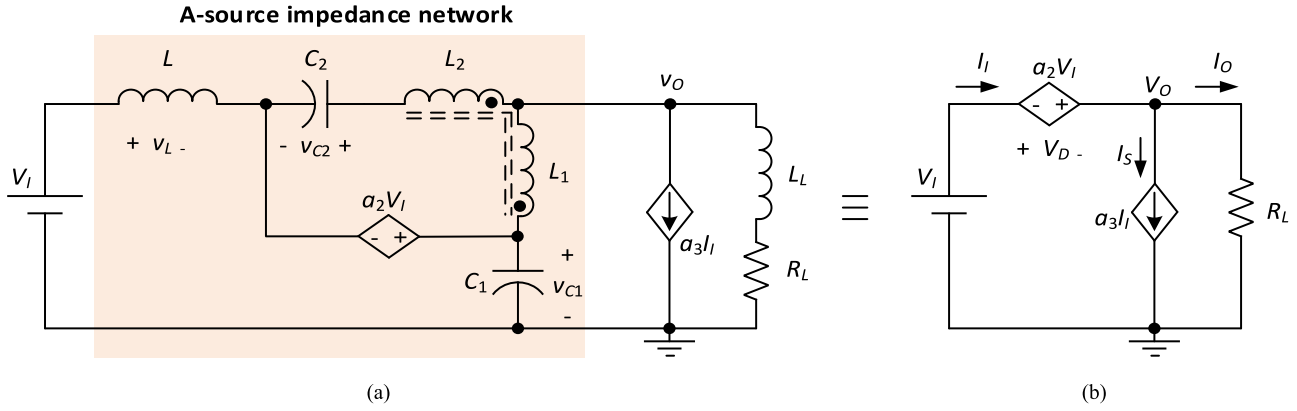 A-source impedance network
L
C2
L2
+ vL -
- vC2 +
VI
a2VI
- +
L1
C1
+
vC1
-
vO
a3II
LL
RL
II
a2VI
- +
+ VD -
VO
IO
IS
VI
a3II
RL
(a)
(b)